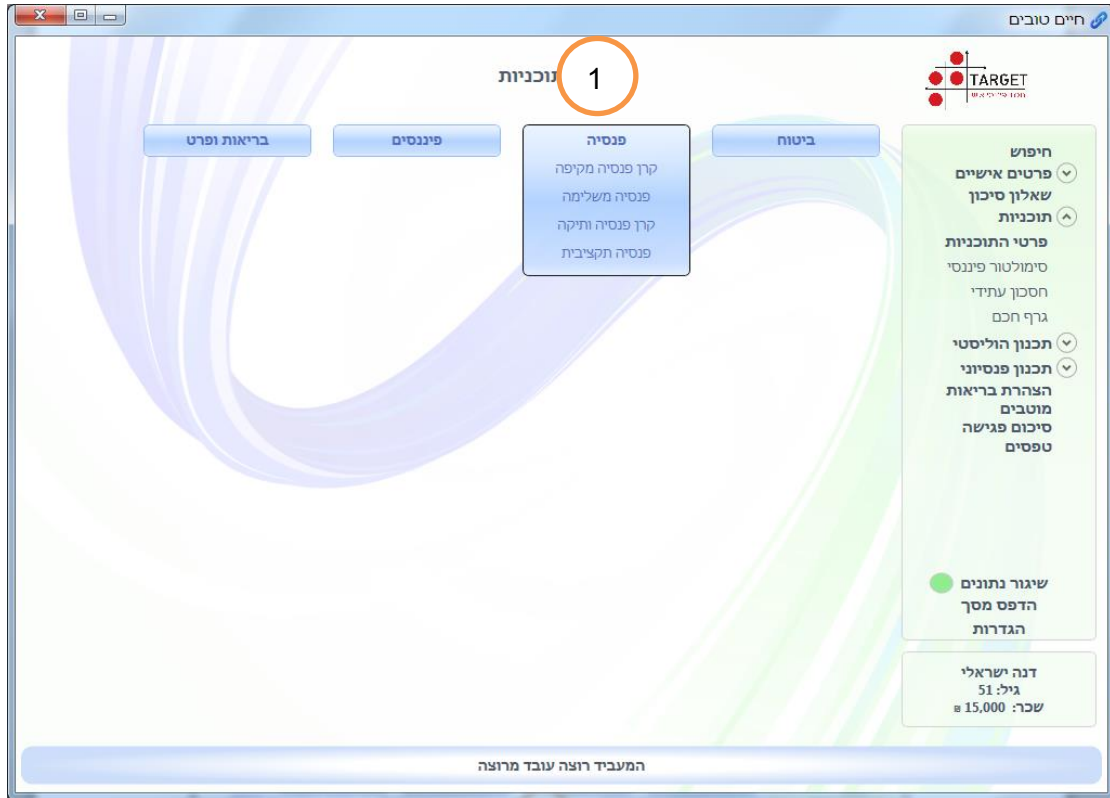 חיים טובים
TARGET
תוכניות
1
ביטוח
פנסיה
פיננסים
בריאות ופרט
קרן פנסיה מקיפה
פנסיה משלימה
קרן פנסיה ותיקה
פנסיה תקציבית
חיפוש
פרטים אישיים
שאלון סיכון
תוכניות
פרטי התוכניות
סימולטור פיננסי
חסכון עתידי
גרף חכם
תכנון הוליסטי
תכנון פנסיוני
הצהרת בריאות
מוטבים
סיכום פגישה
טפסים
שיגור נתונים
הדפס מסך
הגדרות
דנה ישראלי
גיל: 51
שכר: 15,000 ₪
המעביד רוצה עובד מרוצה